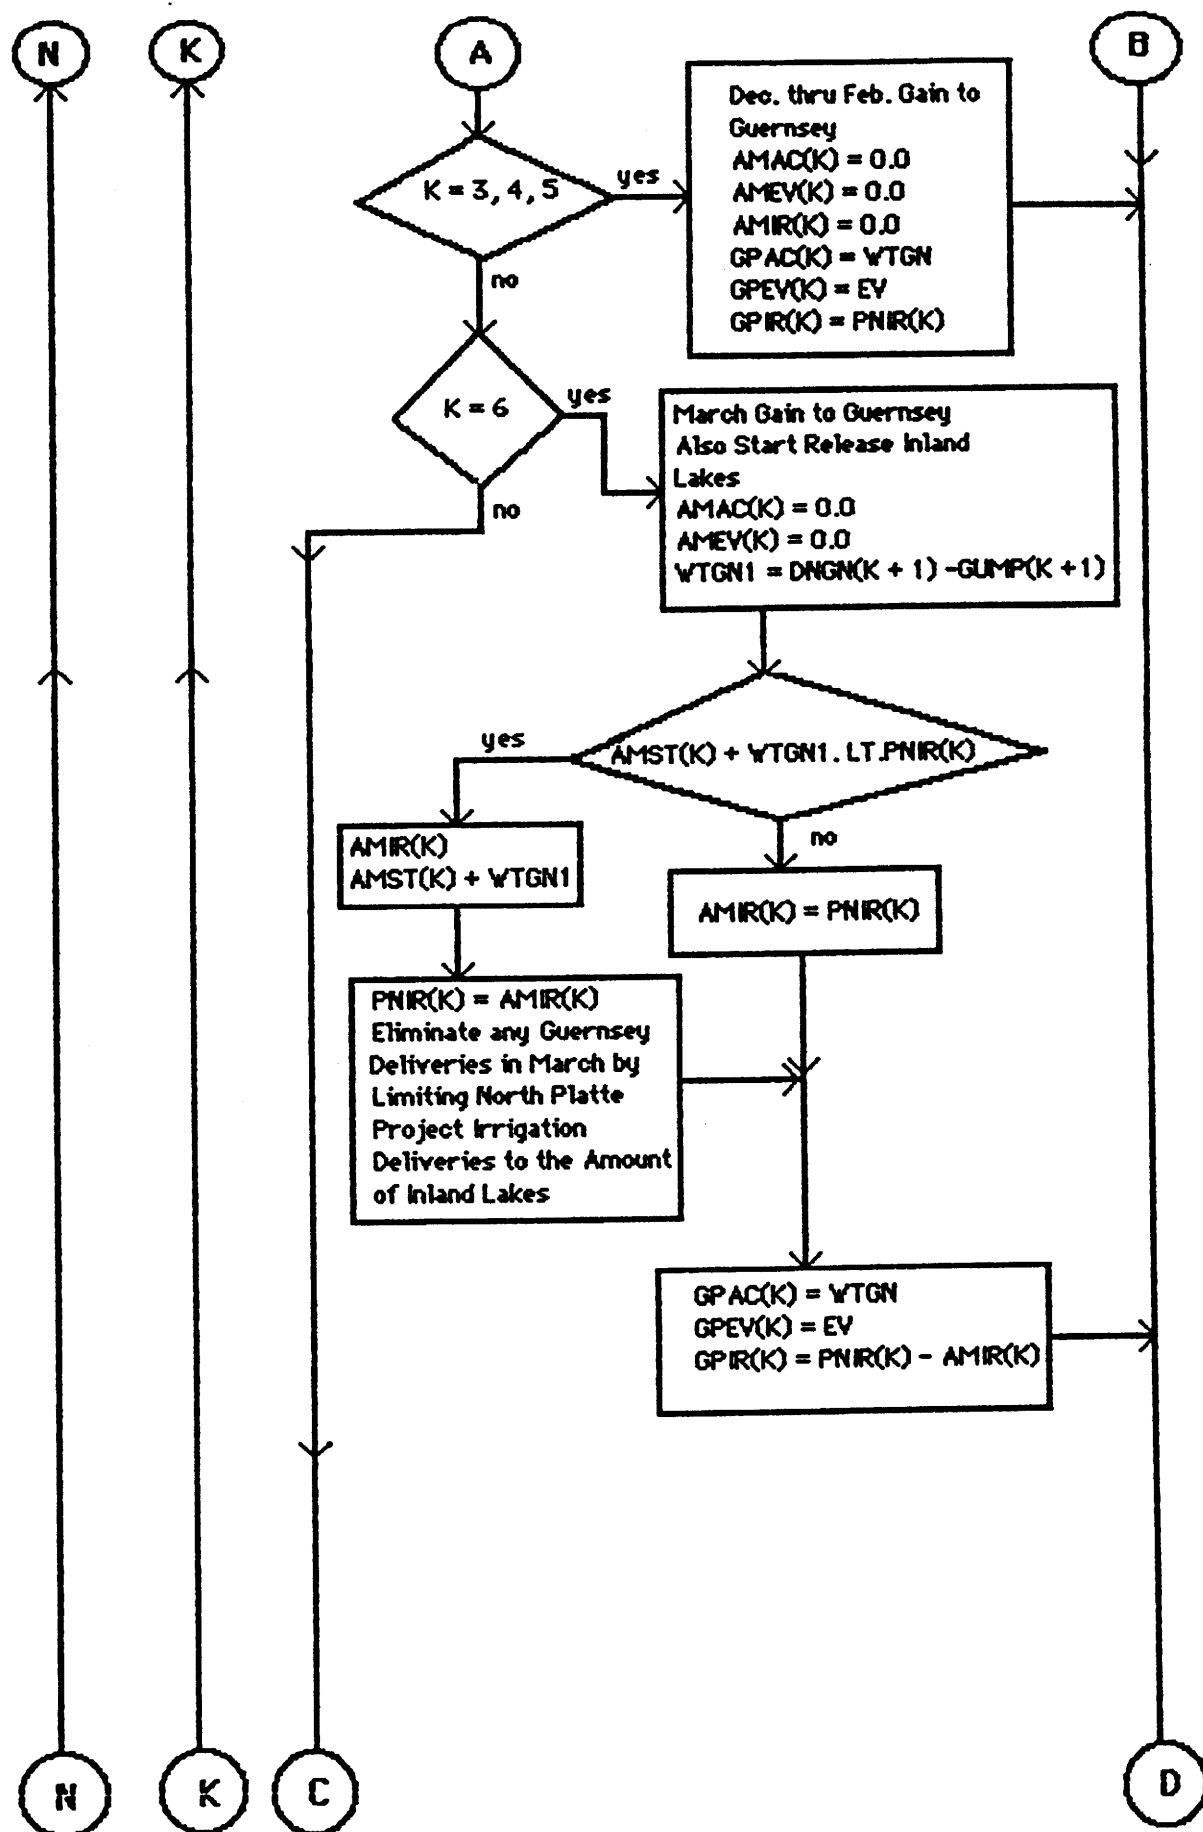 N
K
A
B
K = 3, 4, 5
yes
no
Dec. thru Feb. Gain to
Guernsey
AMAC(K) = 0.0
AMEV(K) = 0.0
AMIR(K) = 0.0
GPAC(K) = WTGN
GPEV(K) = EV
GPIR(K) = PNIR(K)
K = 6
yes
no
March Gain to Guernsey
Also Start Release Inland
Lakes
AMAC(K) = 0.0
AMEV(K) = 0.0
WTGN1 = DNGN(K + 1) -GUMP(K +1)
AMST(K) + WTGN1. LT.PNIR(K)
yes
no
AMIR(K)
AMST(K) + WTGN1
AMIR(K) = PNIR(K)
PNIR(K) = AMIR(K)
Eliminate any Guernsey
Deliveries in March by
Limiting North Platte
Project Irrigation
Deliveries to the Amount
of Inland Lakes
GPAC(K) = WTGN
GPEV(K) = EV
GPIR(K) = PNIR(K) - AMIR(K)
N
K
C
D